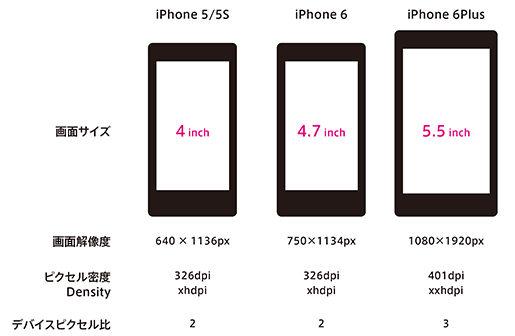 iPhone 5/5S iPhone 6 iPhone 6Plus
画面サイズ 4 inch 4.7 inch 5.5 inch
画面解像度 640 × 1136px 750×1134px 1080×1920px
ピクセル密度 326dpi 326dpi 401dpi
Density xhdpi xhdpi xxhdpi
デバイスピクセル比 2 2 3